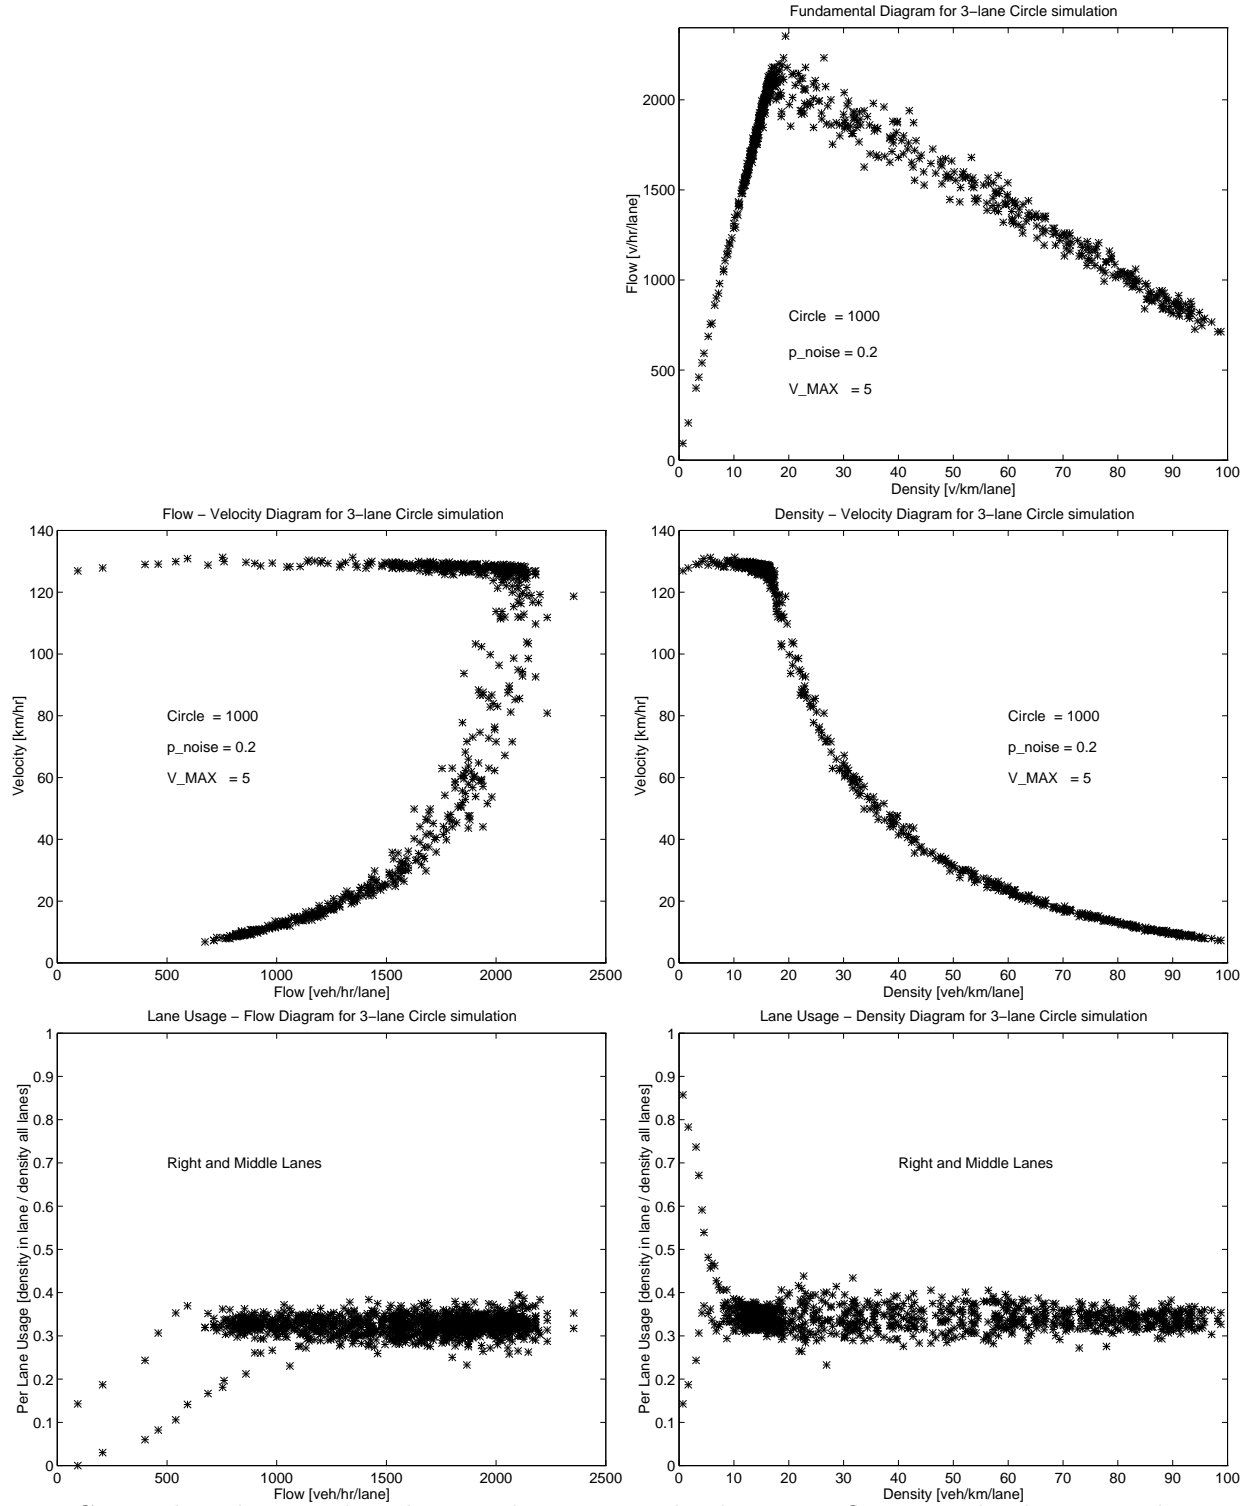 Fundamental Diagram for 3−lane Circle simulation
2000
1500
1000
500
0
Flow [v/hr/lane]
Circle = 1000
p_noise = 0.2
V_MAX = 5
0 10 20 30 40 50 60 70 80 90 100
Density [v/km/lane]
Flow − Velocity Diagram for 3−lane Circle simulation
140
120
100
80
60
40
20
0
Velocity [km/hr]
Circle = 1000
p_noise = 0.2
V_MAX = 5
0 500 1000 1500 2000 2500
Flow [veh/hr/lane]
Density − Velocity Diagram for 3−lane Circle simulation
140
120
100
80
60
40
20
0
Velocity [km/hr]
Circle = 1000
p_noise = 0.2
V_MAX = 5
0 10 20 30 40 50 60 70 80 90 100
Density [veh/km/lane]
Lane Usage − Flow Diagram for 3−lane Circle simulation
1
0.9
0.8
0.7
0.6
0.5
0.4
0.3
0.2
0.1
0
Per Lane Usage [density in lane / density all lanes]
Right and Middle Lanes
0 500 1000 1500 2000 2500
Flow [veh/hr/lane]
Lane Usage − Density Diagram for 3−lane Circle simulation
1
0.9
0.8
0.7
0.6
0.5
0.4
0.3
0.2
0.1
0
Per Lane Usage [density in lane / density all lanes]
Right and Middle Lanes
0 10 20 30 40 50 60 70 80 90 100
Density [veh/km/lane]